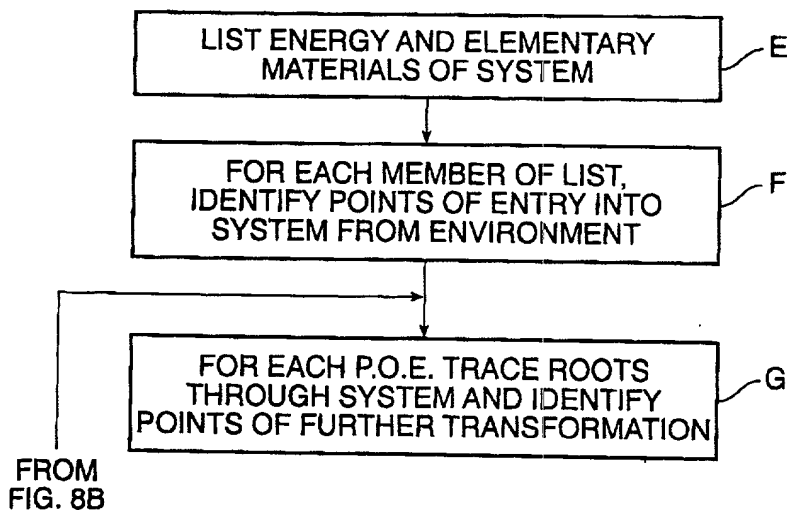 LIST ENERGY AND ELEMENTARY
MATERIALS OF SYSTEM
E
FOR EACH MEMBER OF LIST,
IDENTIFY POINTS OF ENTRY INTO
SYSTEM FROM ENVIRONMENT
F
FOR EACH P.O.E. TRACE ROOTS
THROUGH SYSTEM AND IDENTIFY
POINTS OF FURTHER TRANSFORMATION
G
FROM
FIG. 8B